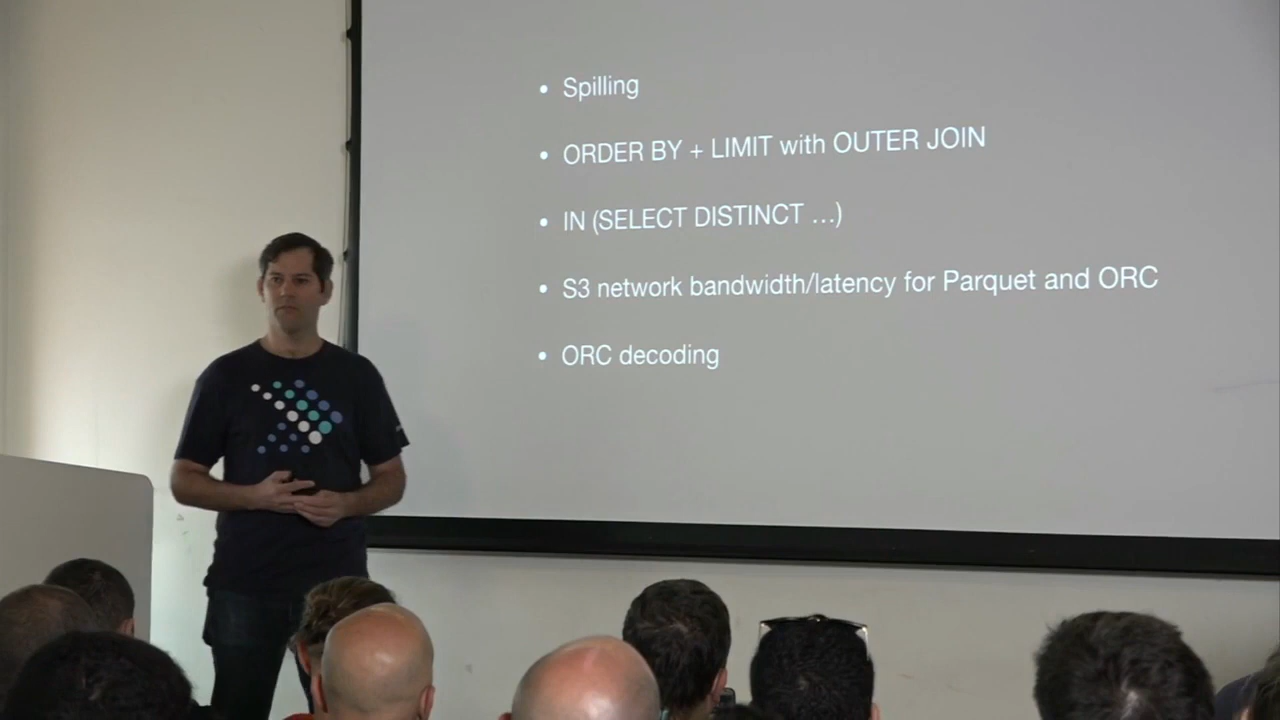 • Spilling
• ORDER BY + LIMIT with OUTER JOIN
• IN (SELECT DISTINCT …)
• S3 network bandwidth/latency for Parquet and ORC
• ORC decoding